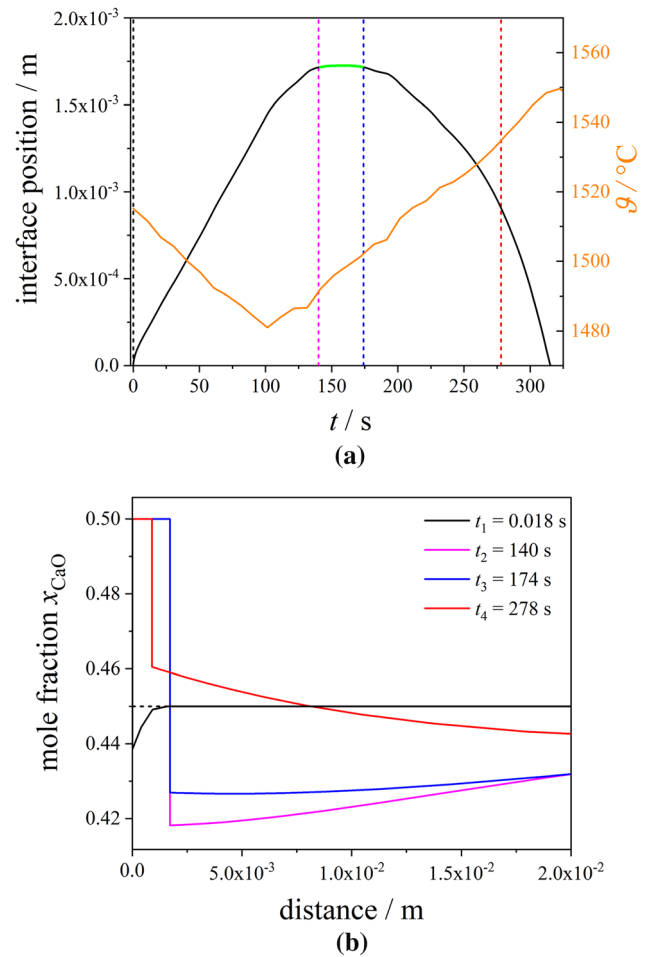 2.0x10⁻³
1.5x10⁻³
1.0x10⁻³
5.0x10⁻⁴
0.0
interface position / m
1560
1540
1520
1500
1480
ϑ / °C
0 50 100 150 200 250 300
t / s
(a)
0.50
0.48
0.46
0.44
0.42
mole fraction x_CaO
t₁ = 0.018 s
t₂ = 140 s
t₃ = 174 s
t₄ = 278 s
0.0 5.0x10⁻³ 1.0x10⁻² 1.5x10⁻² 2.0x10⁻²
distance / m
(b)